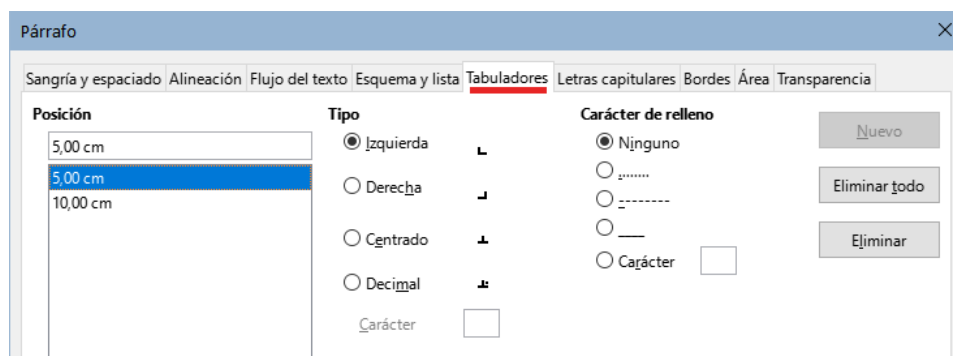 Párrafo
Sangría y espaciado Alineación Flujo del texto Esquema y lista Tabuladores Letras capitulares Bordes Área Transparencia
Posición
5,00 cm
5,00 cm
10,00 cm
Tipo
Izquierda
Derecha
Centrado
Decimal
Carácter
Carácter de relleno
Ninguno
........
--------
____
Carácter
Nuevo
Eliminar todo
Eliminar